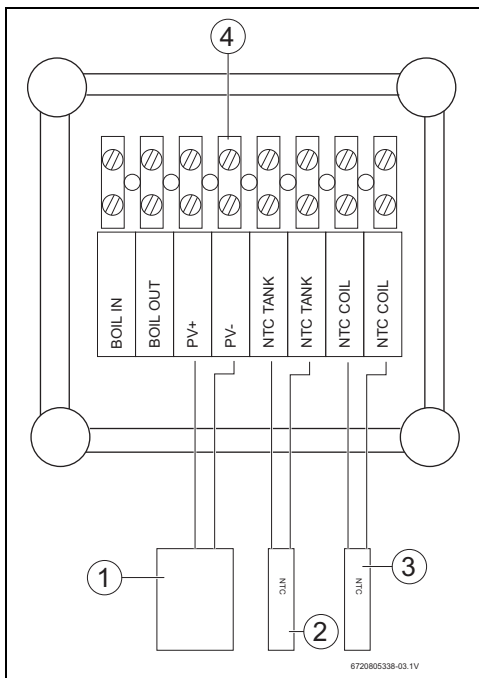 4
BOIL IN
BOIL OUT
PV+
PV-
NTC TANK
NTC TANK
NTC COIL
NTC COIL
1
NTC
2
NTC
3
6720805338-03.1V